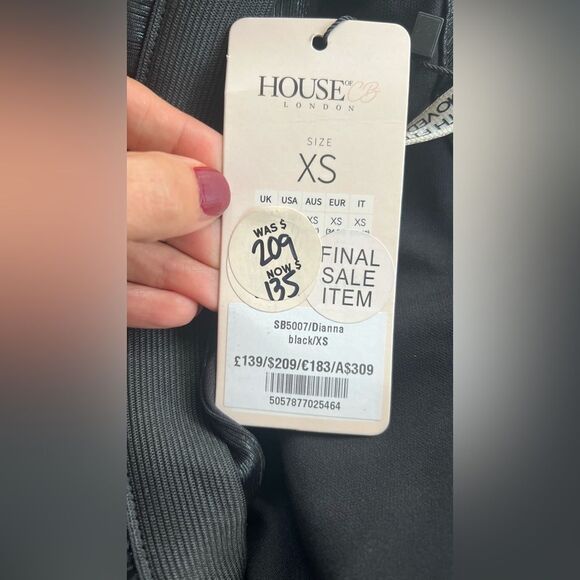 HOUSE OF CB
LONDON
SIZE
XS
UK USA AUS EUR IT
XS XS XS
WAS $
209
NOW $
135
FINAL
SALE
ITEM
SB5007/Dianna
black/XS
£139/$209/€183/A$309
5057877025464